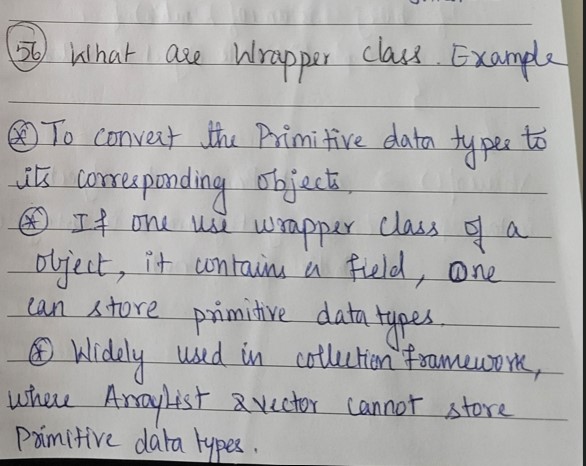 56 What are Wrapper class. Example
To convert the Primitive data types to
its corresponding objects.
If one use wrapper class of a
object, it contains a field, one
can store primitive data types.
Widely used in collection framework,
where ArrayList & vector cannot store
Primitive data types.